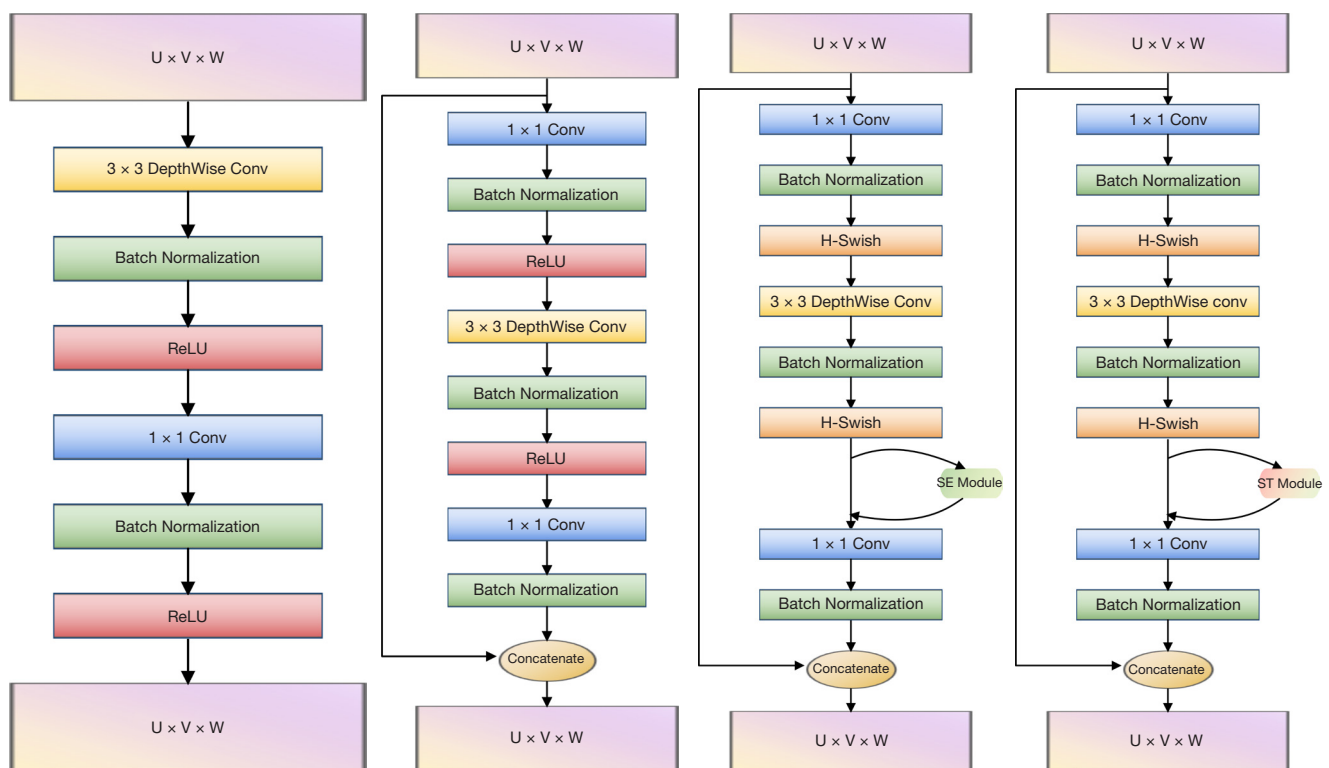 U × V × W
3 × 3 DepthWise Conv
Batch Normalization
ReLU
1 × 1 Conv
Batch Normalization
ReLU
U × V × W
U × V × W
1 × 1 Conv
Batch Normalization
ReLU
3 × 3 DepthWise Conv
Batch Normalization
ReLU
1 × 1 Conv
Batch Normalization
Concatenate
U × V × W
U × V × W
1 × 1 Conv
Batch Normalization
H-Swish
3 × 3 DepthWise Conv
Batch Normalization
H-Swish
SE Module
1 × 1 Conv
Batch Normalization
Concatenate
U × V × W
U × V × W
1 × 1 Conv
Batch Normalization
H-Swish
3 × 3 DepthWise conv
Batch Normalization
H-Swish
ST Module
1 × 1 Conv
Batch Normalization
Concatenate
U × V × W